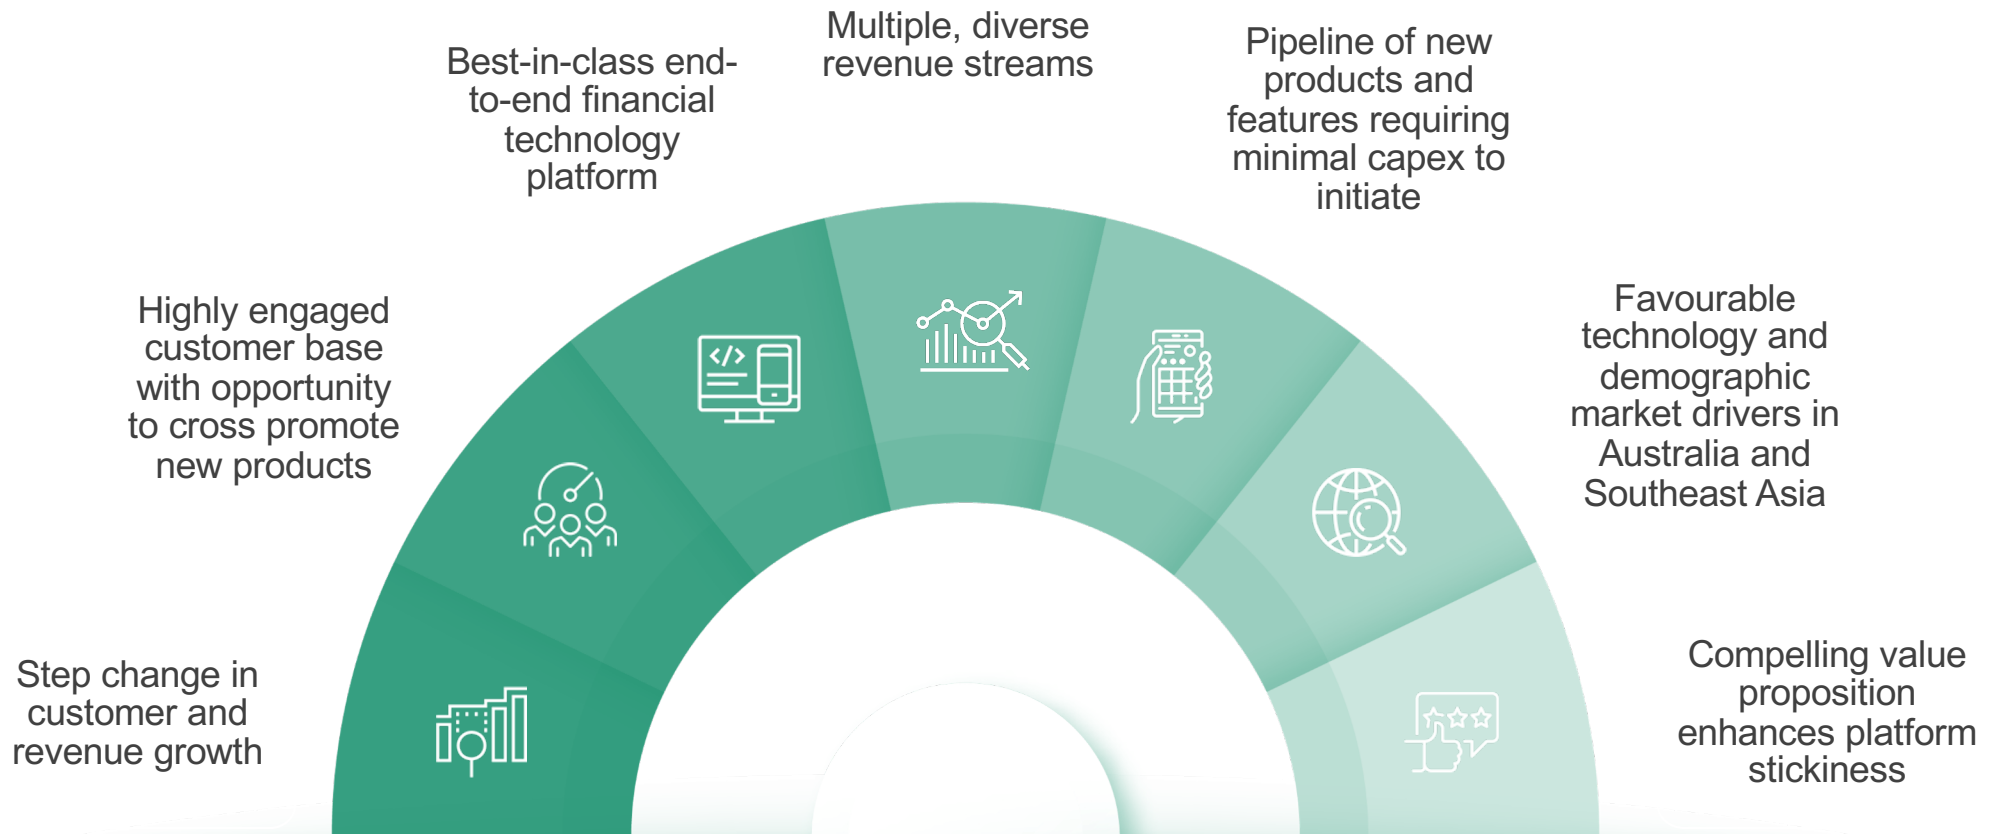 Step change in
customer and
revenue growth
Highly engaged
customer base
with opportunity
to cross promote
new products
Best-in-class end-
to-end financial
technology
platform
Multiple, diverse
revenue streams
Pipeline of new
products and
features requiring
minimal capex to
initiate
Favourable
technology and
demographic
market drivers in
Australia and
Southeast Asia
Compelling value
proposition
enhances platform
stickiness